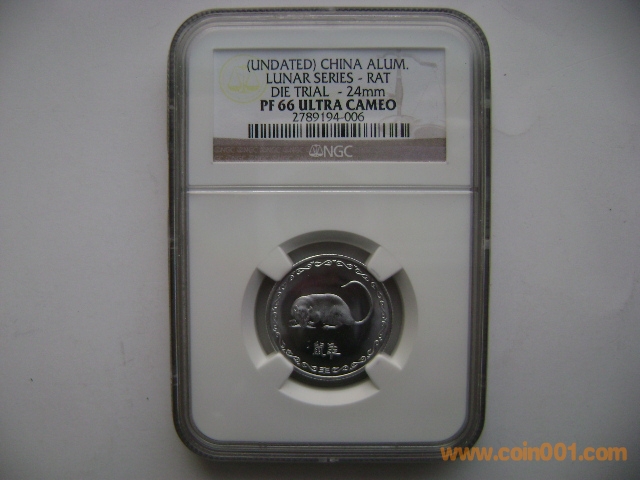 (UNDATED) CHINA ALUM.
LUNAR SERIES - RAT
DIE TRIAL - 24mm
PF 66 ULTRA CAMEO
2789194-006
NGC
www.coin001.com